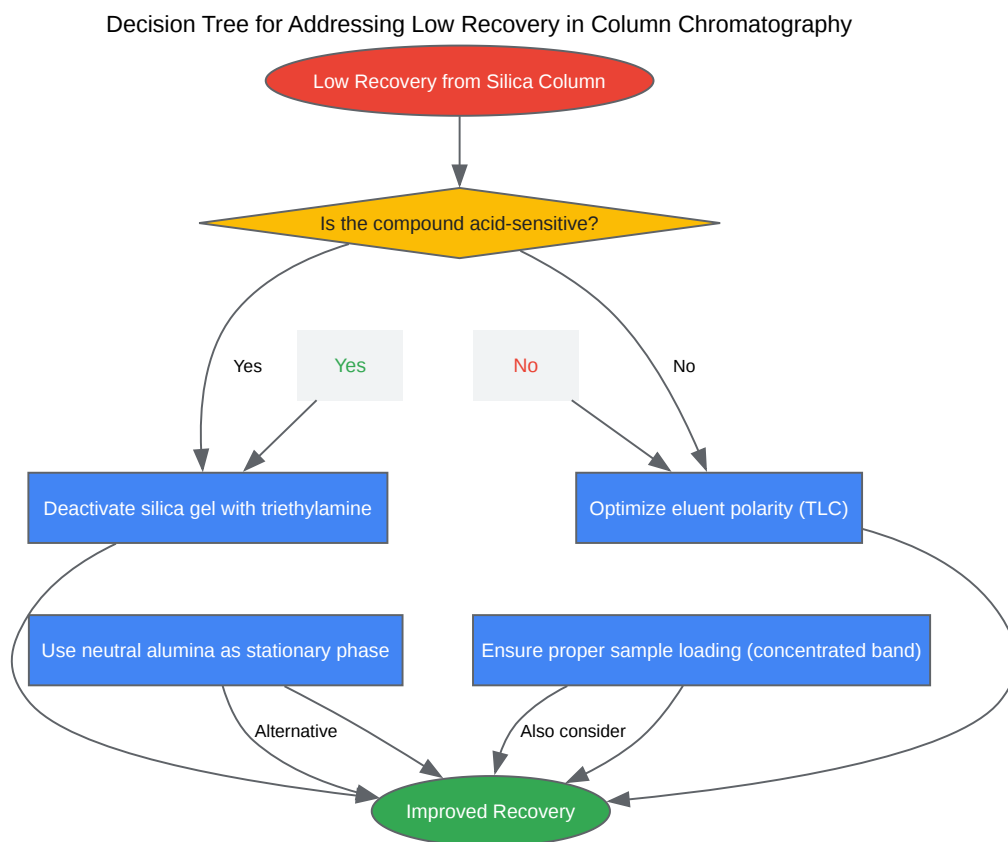 Decision Tree for Addressing Low Recovery in Column Chromatography
Low Recovery from Silica Column
Is the compound acid-sensitive?
Yes
Yes
No
No
Deactivate silica gel with triethylamine
Optimize eluent polarity (TLC)
Use neutral alumina as stationary phase
Ensure proper sample loading (concentrated band)
Alternative
Also consider
Improved Recovery